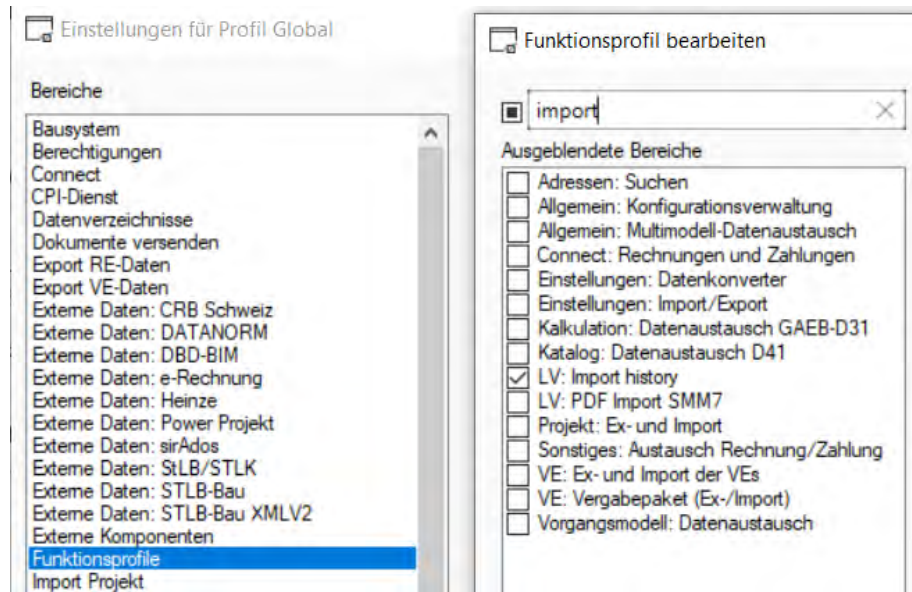 Einstellungen für Profil Global
Bereiche
Bausystem
Berechtigungen
Connect
CPI-Dienst
Datenverzeichnisse
Dokumente versenden
Export RE-Daten
Export VE-Daten
Externe Daten: CRB Schweiz
Externe Daten: DATANORM
Externe Daten: DBD-BIM
Externe Daten: e-Rechnung
Externe Daten: Heinze
Externe Daten: Power Projekt
Externe Daten: sirAdos
Externe Daten: StLB/STLK
Externe Daten: STLB-Bau
Externe Daten: STLB-Bau XMLV2
Externe Komponenten
Funktionsprofile
Import Projekt
Funktionsprofil bearbeiten
import
Ausgeblendete Bereiche
Adressen: Suchen
Allgemein: Konfigurationsverwaltung
Allgemein: Multimodell-Datenaustausch
Connect: Rechnungen und Zahlungen
Einstellungen: Datenkonverter
Einstellungen: Import/Export
Kalkulation: Datenaustausch GAEB-D31
Katalog: Datenaustausch D41
LV: Import history
LV: PDF Import SMM7
Projekt: Ex- und Import
Sonstiges: Austausch Rechnung/Zahlung
VE: Ex- und Import der VEs
VE: Vergabepaket (Ex-/Import)
Vorgangsmodell: Datenaustausch